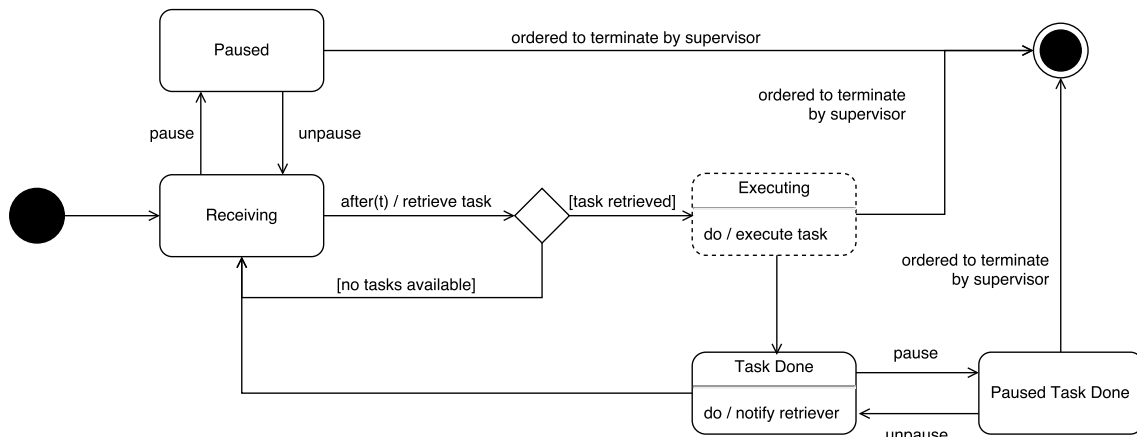 Paused
ordered to terminate by supervisor
ordered to terminate
by supervisor
pause
unpause
Receiving
after(t) / retrieve task
[task retrieved]
Executing
do / execute task
[no tasks available]
ordered to terminate
by supervisor
Task Done
do / notify retriever
pause
Paused Task Done
unpause